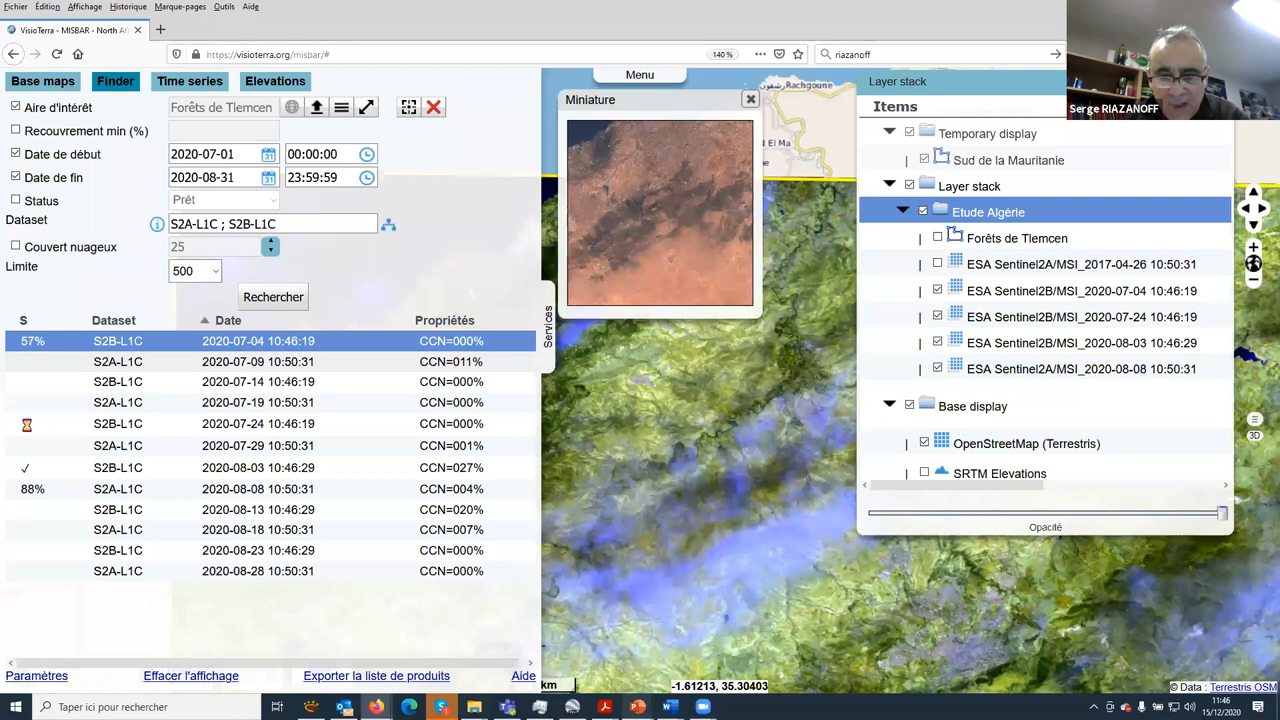 Fichier Édition Affichage Historique Marque-pages Outils Aide
VisioTerra - MISBAR - North Af
https://visioterra.org/misbar/# 140 % riazanoff
Base maps Finder Time series Elevations
Aire d'intérêt Forêts de Tlemcen
Recouvrement min (%)
Date de début 2020-07-01 00:00:00
Date de fin 2020-08-31 23:59:59
Status Prêt
Dataset S2A-L1C ; S2B-L1C
Couvert nuageux 25
Limite 500
Rechercher
S Dataset Date Propriétés
57% S2B-L1C 2020-07-04 10:46:19 CCN=000%
S2A-L1C 2020-07-09 10:50:31 CCN=011%
S2B-L1C 2020-07-14 10:46:19 CCN=000%
S2A-L1C 2020-07-19 10:50:31 CCN=000%
S2B-L1C 2020-07-24 10:46:19 CCN=000%
S2A-L1C 2020-07-29 10:50:31 CCN=001%
✓ S2B-L1C 2020-08-03 10:46:29 CCN=027%
88% S2A-L1C 2020-08-08 10:50:31 CCN=004%
S2B-L1C 2020-08-13 10:46:29 CCN=020%
S2A-L1C 2020-08-18 10:50:31 CCN=007%
S2B-L1C 2020-08-23 10:46:29 CCN=000%
S2A-L1C 2020-08-28 10:50:31 CCN=000%
Paramètres Effacer l'affichage Exporter la liste de produits Aide
Services
Menu
Miniature
Rachgoune
رشقون
d El Ma
km
-1.61213, 35.30403
© Data : Terrestris OSM
Layer stack
Items
Temporary display
Sud de la Mauritanie
Layer stack
Etude Algérie
Forêts de Tlemcen
ESA Sentinel2A/MSI_2017-04-26 10:50:31
ESA Sentinel2B/MSI_2020-07-04 10:46:19
ESA Sentinel2B/MSI_2020-07-24 10:46:19
ESA Sentinel2B/MSI_2020-08-03 10:46:29
ESA Sentinel2A/MSI_2020-08-08 10:50:31
Base display
OpenStreetMap (Terrestris)
SRTM Elevations
Opacité
3D
Serge RIAZANOFF
Taper ici pour rechercher
11:46
15/12/2020